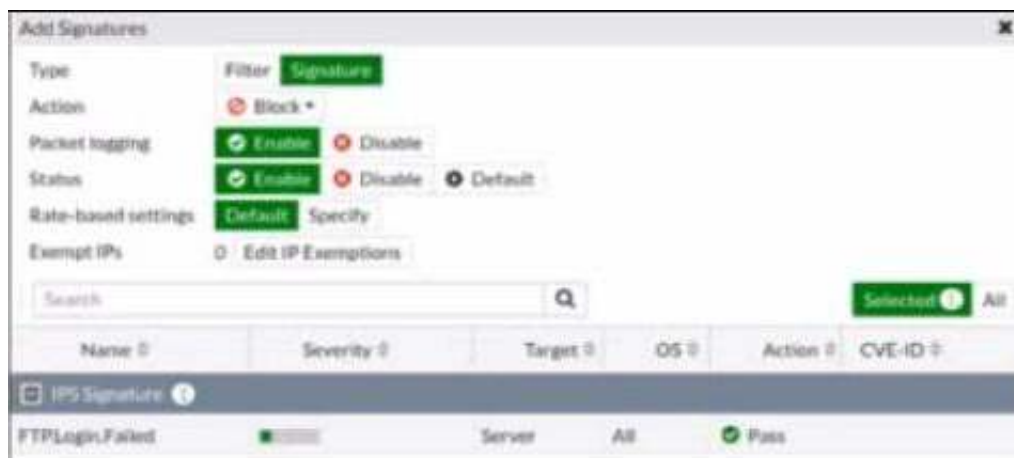 Add Signatures
Type Filter Signature
Action Block
Packet logging Enable Disable
Status Enable Disable Default
Rate-based settings Default Specify
Exempt IPs 0 Edit IP Exemptions
Search Selected 1 All
Name Severity Target OS Action CVE-ID
IPS Signature 1
FTP.Login.Failed Server All Pass